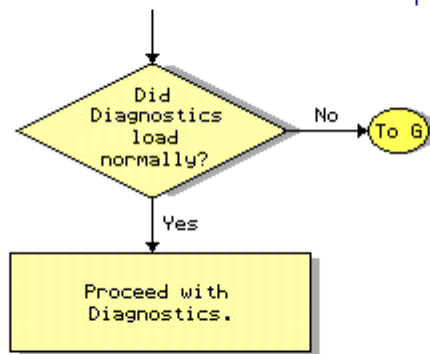 Did
Diagnostics
load
normally?
No
To G
Yes
Proceed with
Diagnostics.